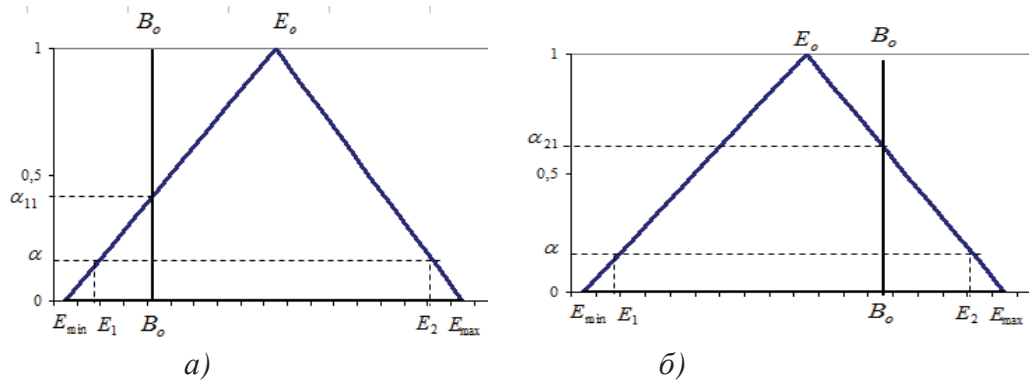 B_o E_o
1
0,5
α_11
α
0
E_min E_1 B_o E_2 E_max
а)
E_o B_o
1
α_21
0,5
α
0
E_min E_1 B_o E_2 E_max
б)